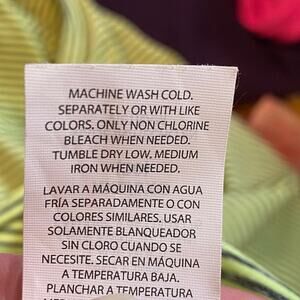 MACHINE WASH COLD.
SEPARATELY OR WITH LIKE
COLORS. ONLY NON CHLORINE
BLEACH WHEN NEEDED.
TUMBLE DRY LOW. MEDIUM
IRON WHEN NEEDED.
LAVAR A MÁQUINA CON AGUA
FRÍA SEPARADAMENTE O CON
COLORES SIMILARES. USAR
SOLAMENTE BLANQUEADOR
SIN CLORO CUANDO SE
NECESITE. SECAR EN MÁQUINA
A TEMPERATURA BAJA.
PLANCHAR A TEMPERATURA